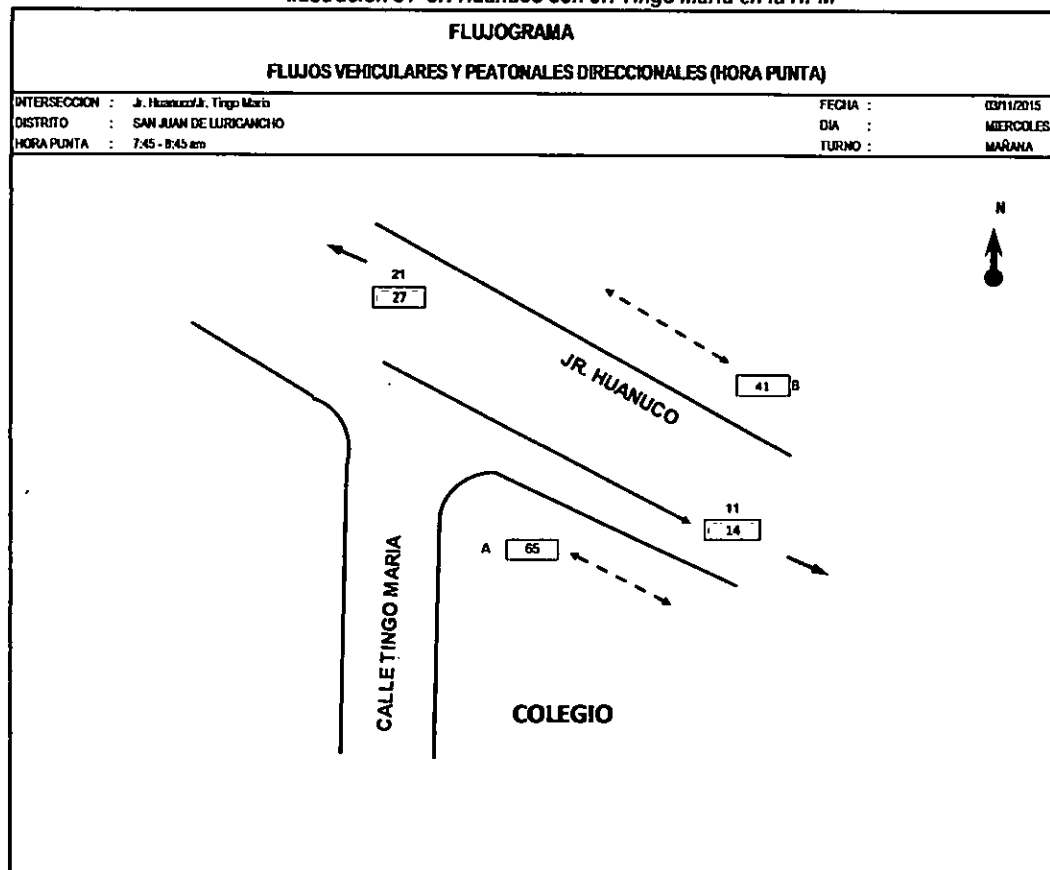 FLUJOGRAMA
FLUJOS VEHICULARES Y PEATONALES DIRECCIONALES (HORA PUNTA)
INTERSECCION : Jr. Huanuco/Jr. Tingo Maria FECHA : 03/11/2015
DISTRITO : SAN JUAN DE LURIGANCHO DIA : MIERCOLES
HORA PUNTA : 7:45 - 8:45 am TURNO : MAÑANA
N
21
27
JR. HUANUCO
41 B
11
14
A 65
CALLE TINGO MARIA
COLEGIO